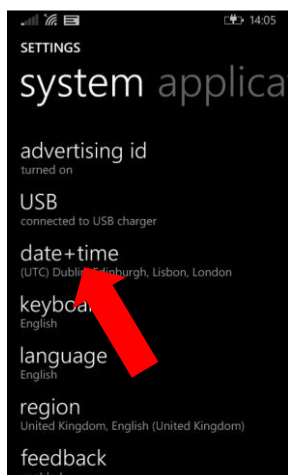 14:05
SETTINGS
system applica
advertising id
turned on
USB
connected to USB charger
date+time
(UTC) Dublin, Edinburgh, Lisbon, London
English
language
English
region
United Kingdom, English (United Kingdom)
feedback